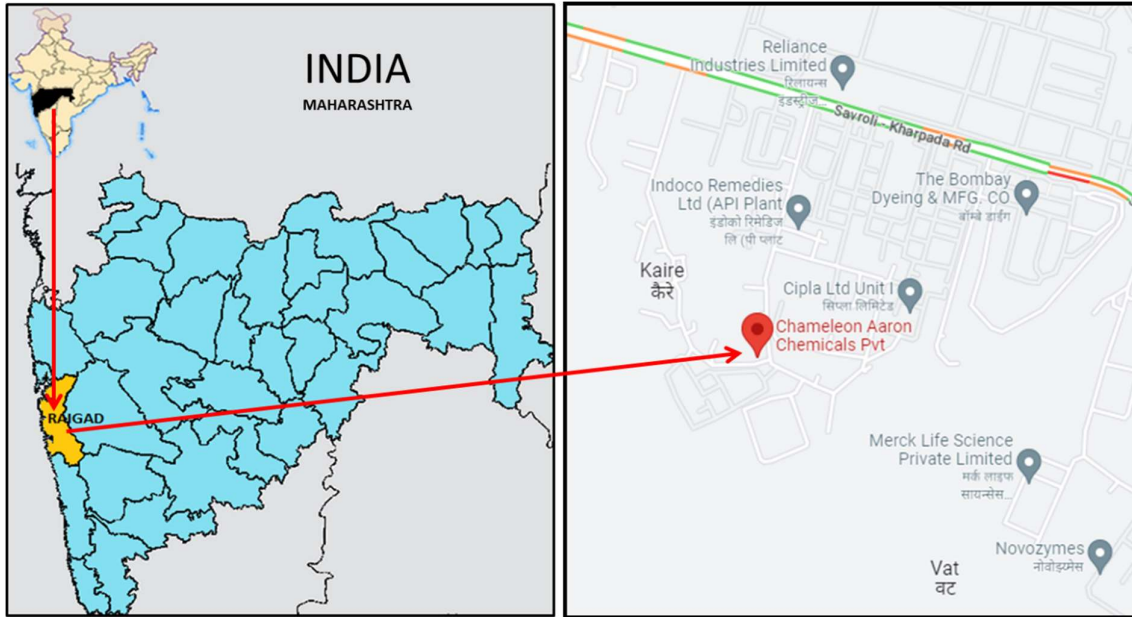 INDIA
MAHARASHTRA
RAIGAD
Reliance
Industries Limited
रिलायन्स
इंडस्ट्रीज...
Savroli - Kharpada Rd
Indoco Remedies
Ltd (API Plant
इंडोको रिमेडिज
लि (पी प्लांट
The Bombay
Dyeing & MFG. CO
बॉम्बे डाईंग
Kaire
कैरे
Cipla Ltd Unit I
सिप्ला लिमिटेड
Chameleon Aaron
Chemicals Pvt
Merck Life Science
Private Limited
मर्क लाइफ
सायन्सेस...
Novozymes
नोवोझ्मेस
Vat
वट